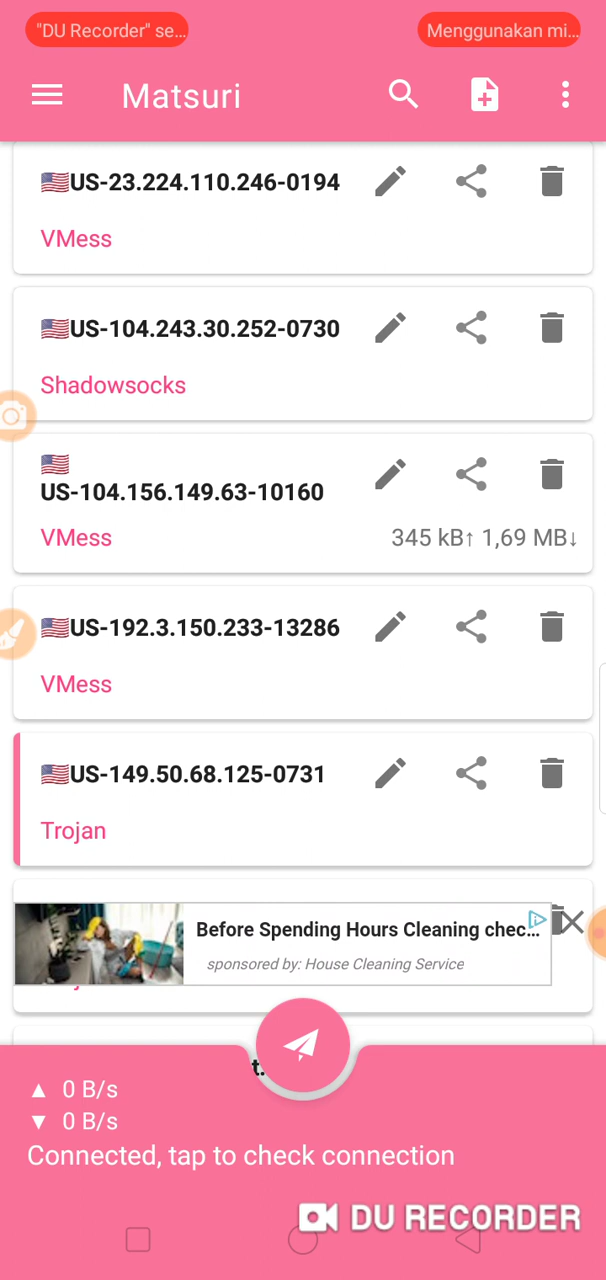 "DU Recorder" se...
Menggunakan mi...
Matsuri
US-23.224.110.246-0194
VMess
US-104.243.30.252-0730
Shadowsocks
US-104.156.149.63-10160
VMess
345 kB↑ 1,69 MB↓
US-192.3.150.233-13286
VMess
US-149.50.68.125-0731
Trojan
Before Spending Hours Cleaning chec...
sponsored by: House Cleaning Service
▲ 0 B/s
▼ 0 B/s
Connected, tap to check connection
DU RECORDER